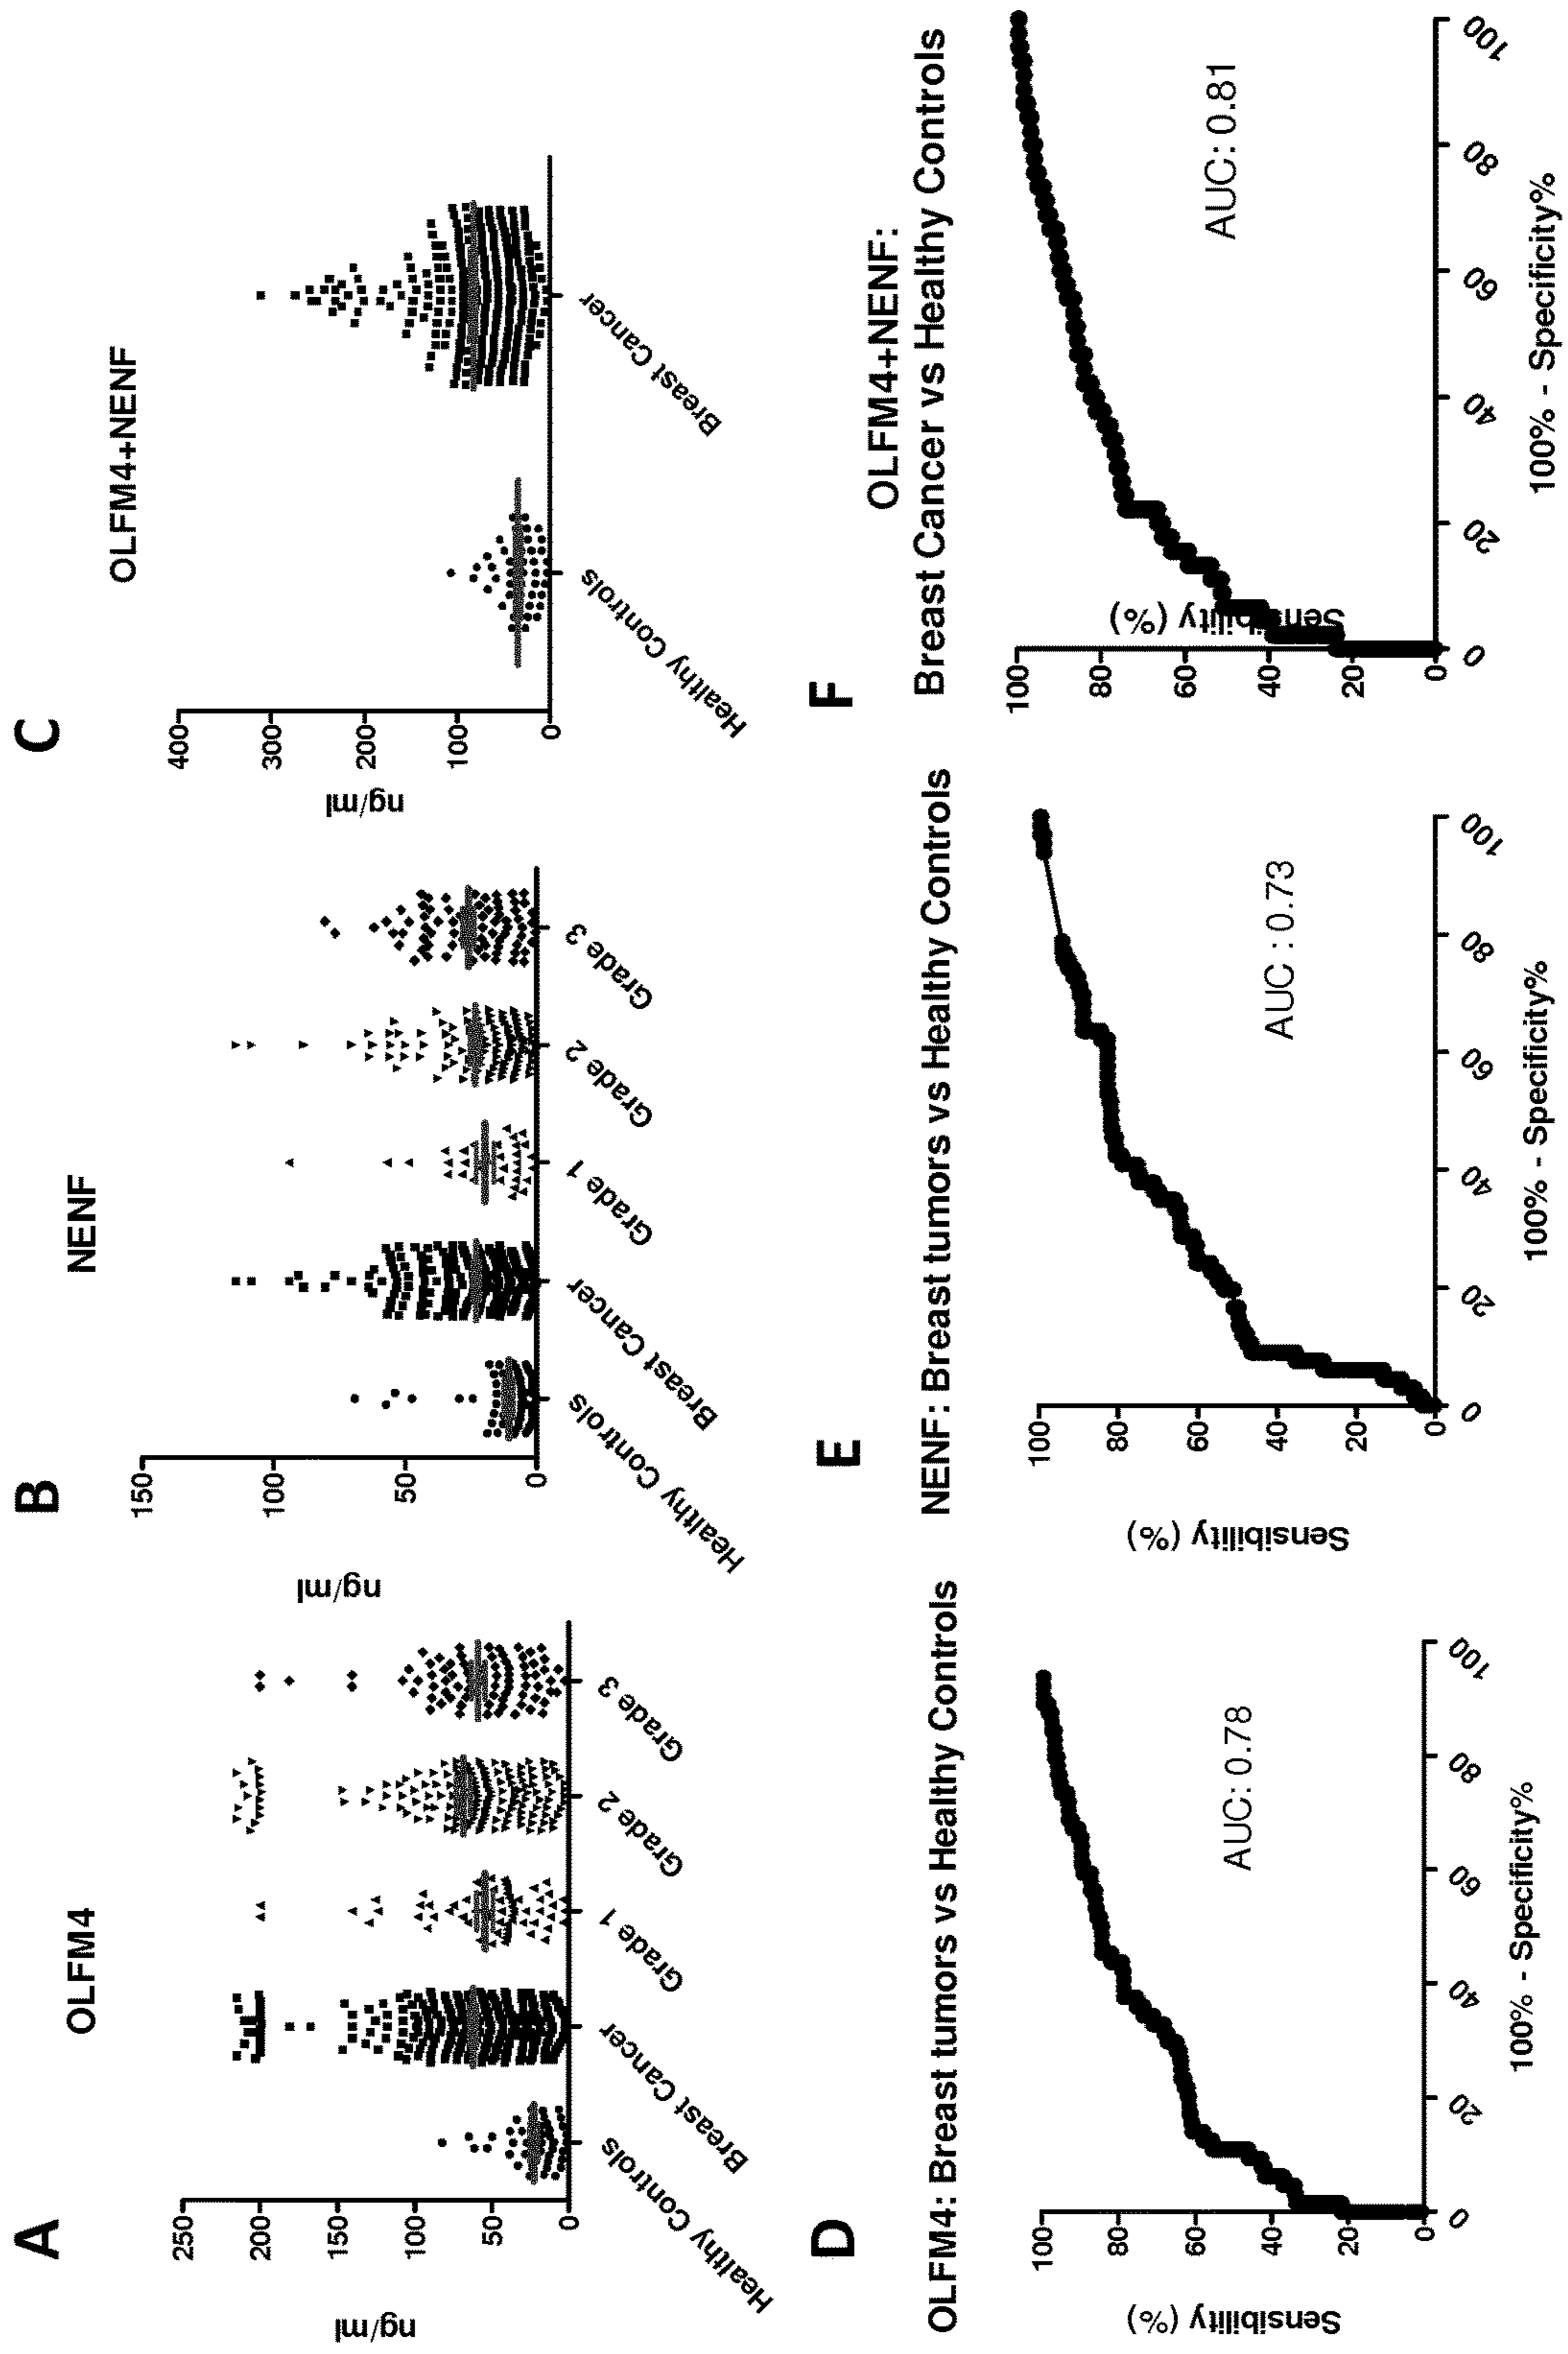 A
OLFM4
ng/ml
250
200
150
100
50
0
Healthy Controls
Breast Cancer
Grade 1
Grade 2
Grade 3
B
NENF
ng/ml
150
100
50
0
Healthy Controls
Breast Cancer
Grade 1
Grade 2
Grade 3
C
OLFM4+NENF
ng/ml
400
300
200
100
0
Healthy Controls
Breast Cancer
D
OLFM4: Breast tumors vs Healthy Controls
Sensibility (%)
100
80
60
40
20
0
AUC: 0.78
0 20 40 60 80 100
100% - Specificity%
E
NENF: Breast tumors vs Healthy Controls
Sensibility (%)
100
80
60
40
20
0
AUC : 0.73
0 20 40 60 80 100
100% - Specificity%
F
OLFM4+NENF:
Breast Cancer vs Healthy Controls
Sensibility (%)
100
80
60
40
20
0
AUC: 0.81
0 20 40 60 80 100
100% - Specificity%